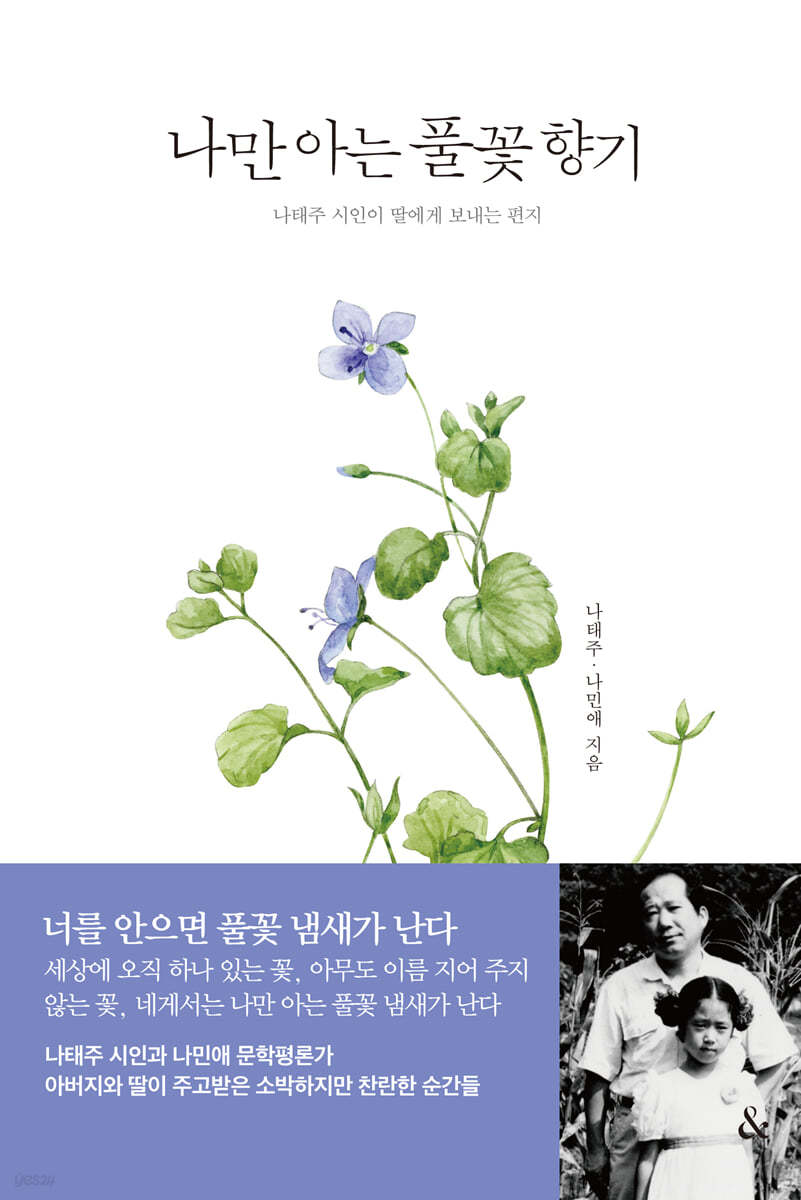 나만 아는 풀꽃 향기
나태주 시인이 딸에게 보내는 편지
나태주·나민애 지음
너를 안으면 풀꽃 냄새가 난다
세상에 오직 하나 있는 꽃, 아무도 이름 지어 주지
않는 꽃, 네게서는 나만 아는 풀꽃 냄새가 난다
나태주 시인과 나민애 문학평론가
아버지와 딸이 주고받은 소박하지만 찬란한 순간들
&
yes24